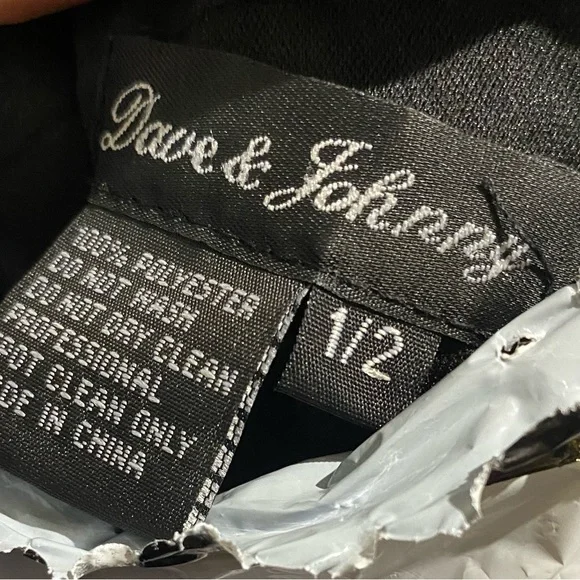 Dave & Johnny
1/2
100% POLYESTER
DO NOT WASH
DO NOT DRY CLEAN
PROFESSIONAL
SPOT CLEAN ONLY
MADE IN CHINA